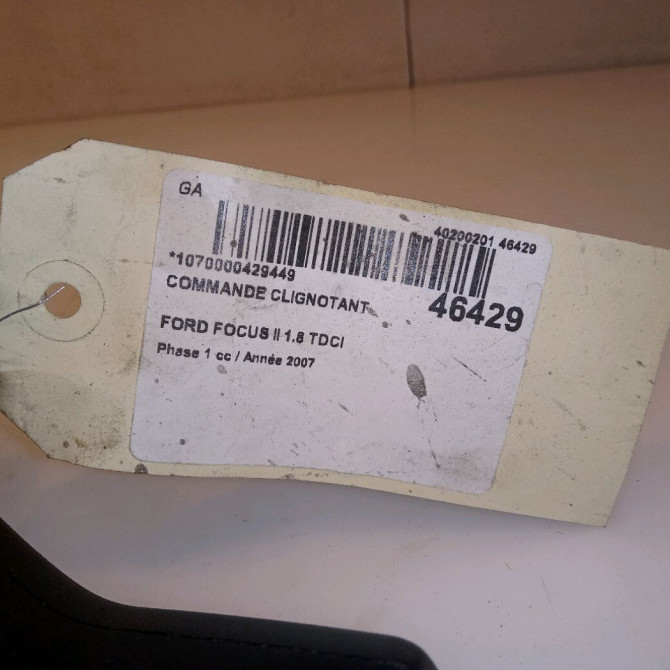 GA
40200201 46429
*1070000429449
46429
COMMANDE CLIGNOTANT
FORD FOCUS II 1.8 TDCI
Phase 1 cc / Année 2007